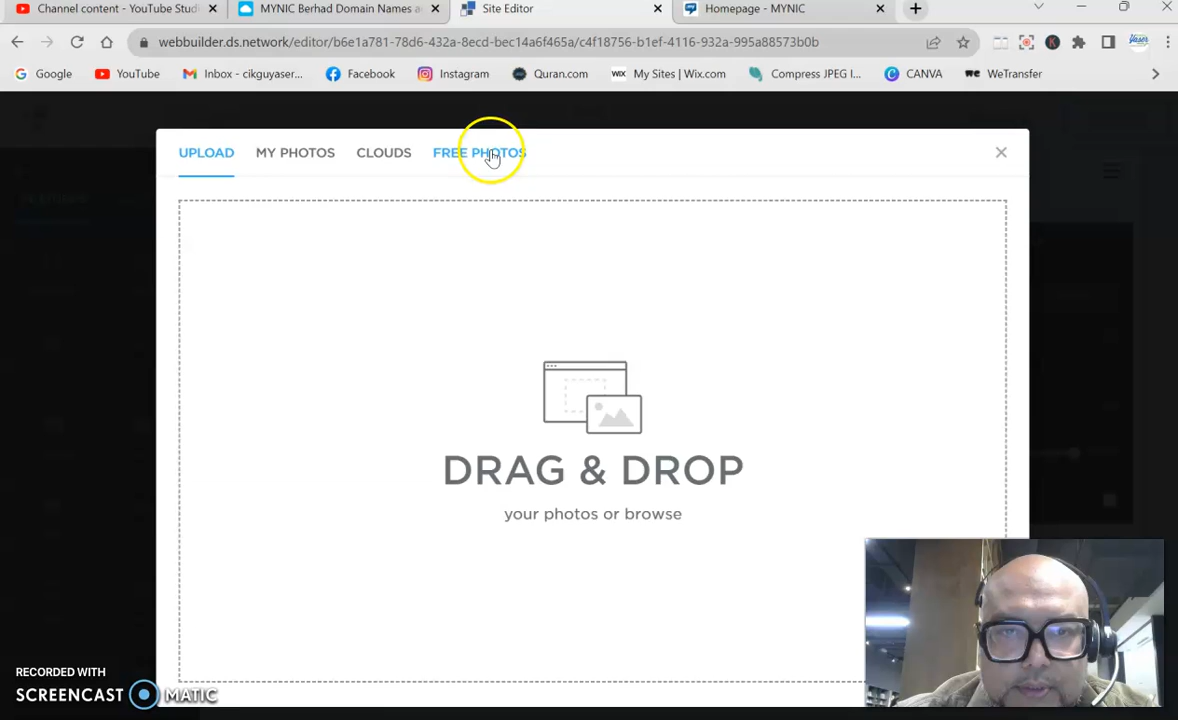 Channel content - YouTube Stud
MYNIC Berhad Domain Names a
Site Editor
Homepage - MYNIC
webbuilder.ds.network/editor/b6e1a781-78d6-432a-8ecd-bec14a6f465a/c4f18756-b1ef-4116-932a-995a88573b0b
Google
YouTube
Inbox - cikguyaser...
Facebook
Instagram
Quran.com
WIX My Sites | Wix.com
Compress JPEG I...
CANVA
we WeTransfer
UPLOAD
MY PHOTOS
CLOUDS
FREE PHOTOS
DRAG & DROP
your photos or browse
RECORDED WITH
SCREENCAST MATIC